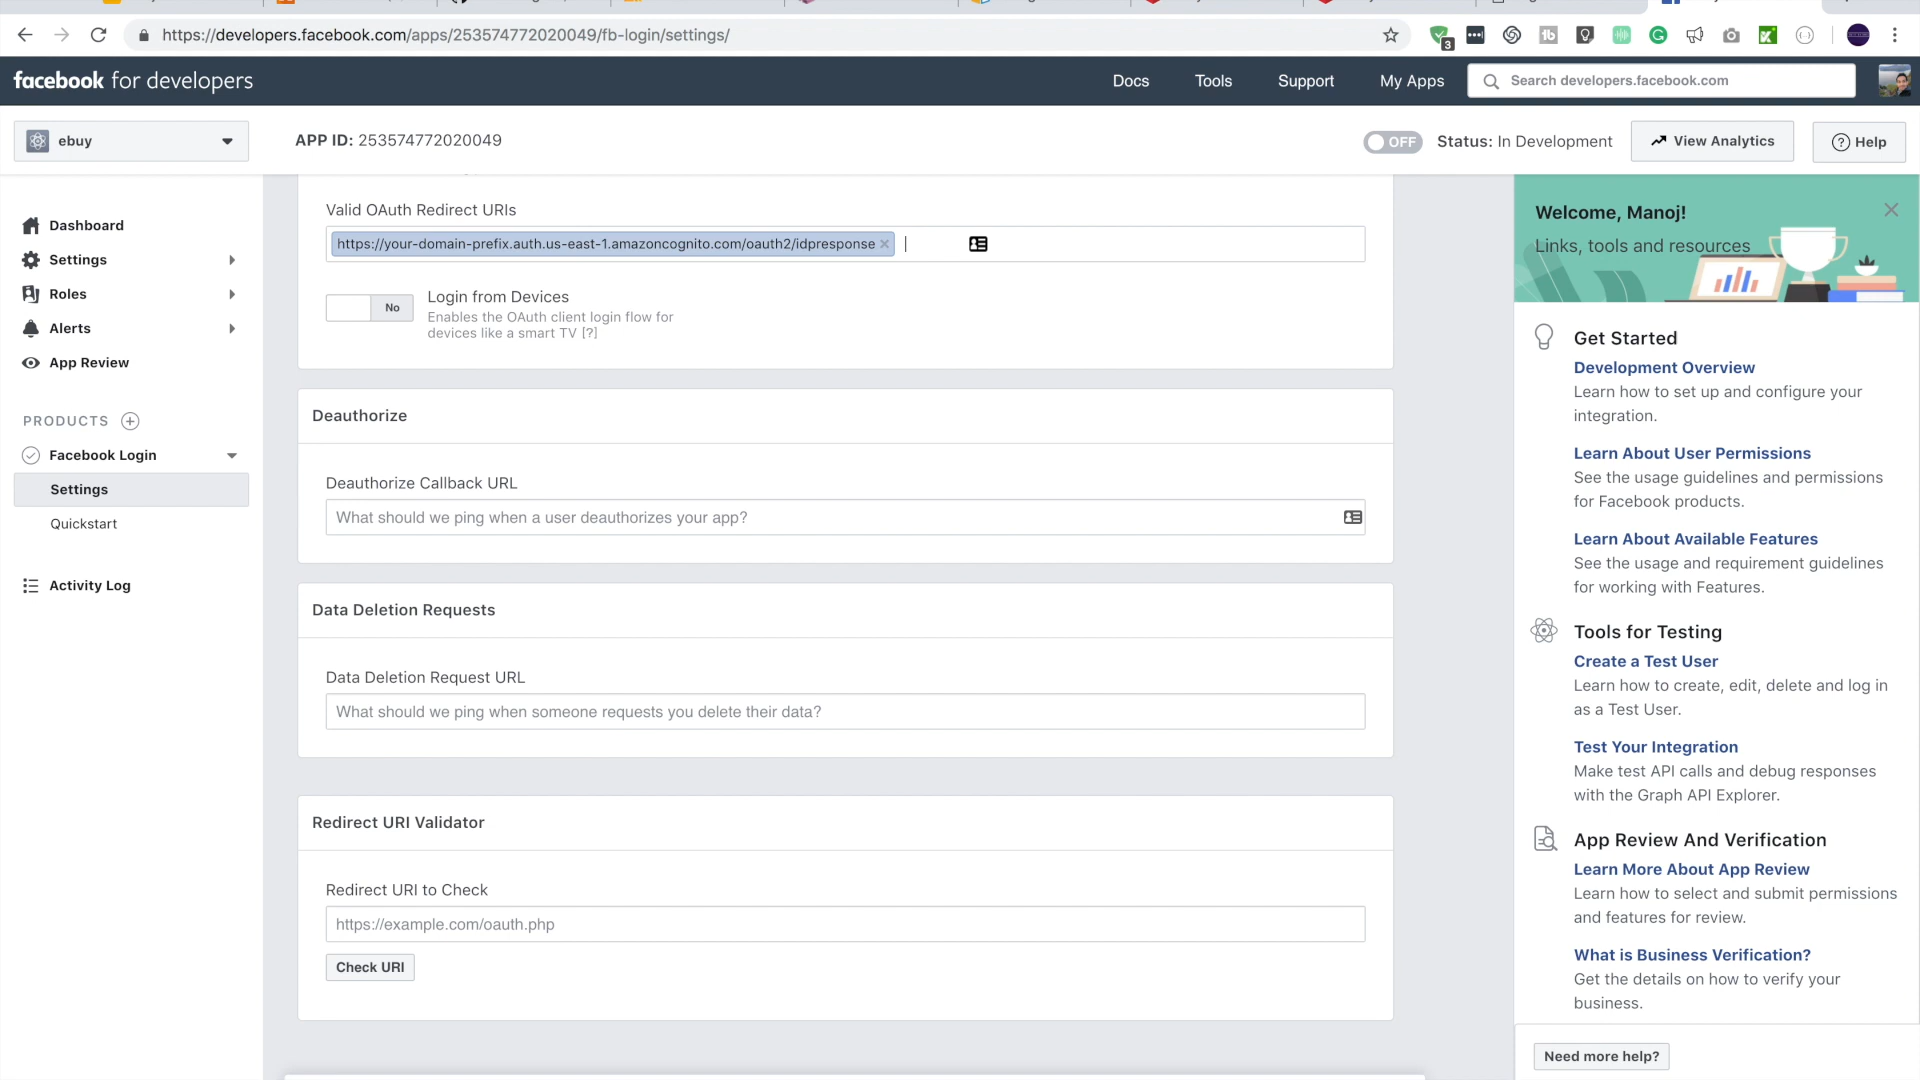 https://developers.facebook.com/apps/253574772020049/fb-login/settings/
3
facebook for developers
Docs
Tools
Support
My Apps
Search developers.facebook.com
ebuy
APP ID: 253574772020049
OFF
Status: In Development
View Analytics
Help
Dashboard
Settings
Roles
Alerts
App Review
PRODUCTS
Facebook Login
Settings
Quickstart
Activity Log
Valid OAuth Redirect URIs
https://your-domain-prefix.auth.us-east-1.amazoncognito.com/oauth2/idpresponse
No
Login from Devices
Enables the OAuth client login flow for
devices like a smart TV [?]
Deauthorize
Deauthorize Callback URL
What should we ping when a user deauthorizes your app?
Data Deletion Requests
Data Deletion Request URL
What should we ping when someone requests you delete their data?
Redirect URI Validator
Redirect URI to Check
https://example.com/oauth.php
Check URI
Welcome, Manoj!
Links, tools and resources
Get Started
Development Overview
Learn how to set up and configure your
integration.
Learn About User Permissions
See the usage guidelines and permissions
for Facebook products.
Learn About Available Features
See the usage and requirement guidelines
for working with Features.
Tools for Testing
Create a Test User
Learn how to create, edit, delete and log in
as a Test User.
Test Your Integration
Make test API calls and debug responses
with the Graph API Explorer.
App Review And Verification
Learn More About App Review
Learn how to select and submit permissions
and features for review.
What is Business Verification?
Get the details on how to verify your
business.
Need more help?